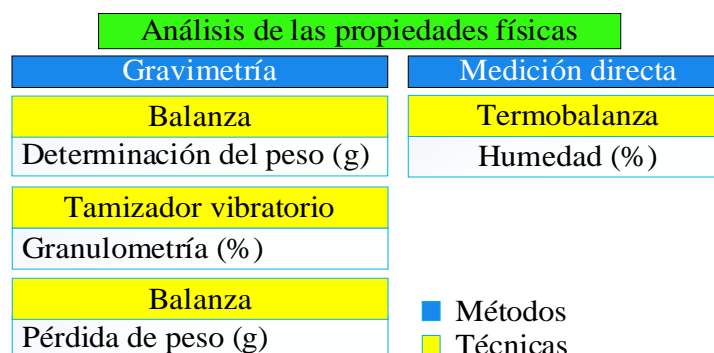 Análisis de las propiedades físicas
Gravimetría
Balanza
Determinación del peso (g)
Tamizador vibratorio
Granulometría (%)
Balanza
Pérdida de peso (g)
Medición directa
Termobalanza
Humedad (%)
Métodos
Técnicas